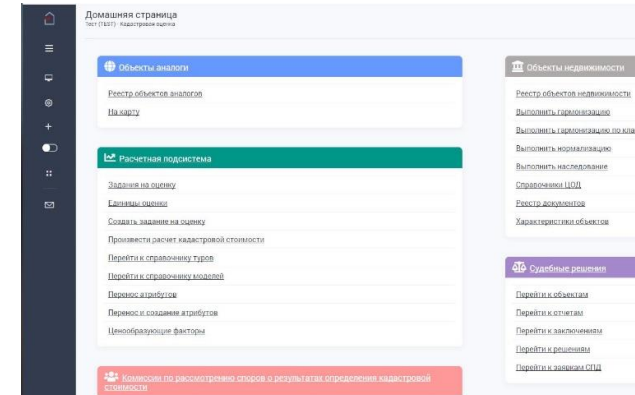 Домашняя страница
Тест (TEST) · Кадастровая оценка
Объекты аналоги
Реестр объектов аналогов
На карту
Расчетная подсистема
Задания на оценку
Единицы оценки
Создать задание на оценку
Произвести расчет кадастровой стоимости
Перейти к справочнику туров
Перейти к справочнику моделей
Перенос атрибутов
Перенос и создание атрибутов
Ценообразующие факторы
Комиссии по рассмотрению споров о результатах определения кадастровой
стоимости
Объекты недвижимости
Реестр объектов недвижимости
Выполнить гармонизацию
Выполнить гармонизацию по кла
Выполнить нормализацию
Выполнить наследование
Справочники ЦОД
Реестр документов
Характеристики объектов
Судебные решения
Перейти к объектам
Перейти к отчетам
Перейти к заключениям
Перейти к решениям
Перейти к заявкам СПД